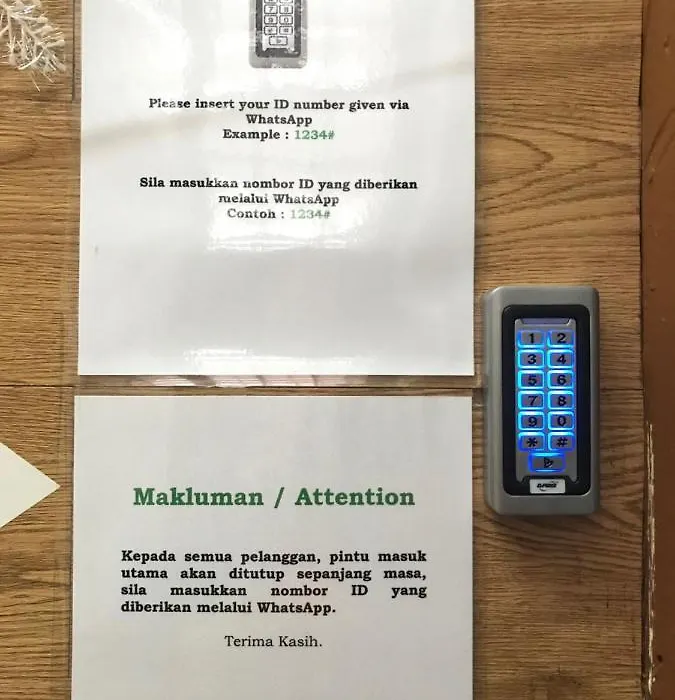 Please insert your ID number given via
WhatsApp
Example : 1234#
Sila masukkan nombor ID yang diberikan
melalui WhatsApp
Contoh : 1234#
1 2
3 4
5 6
7 8
9 0
* #
Makluman / Attention
Kepada semua pelanggan, pintu masuk
utama akan ditutup sepanjang masa,
sila masukkan nombor ID yang
diberikan melalui WhatsApp.
Terima Kasih.